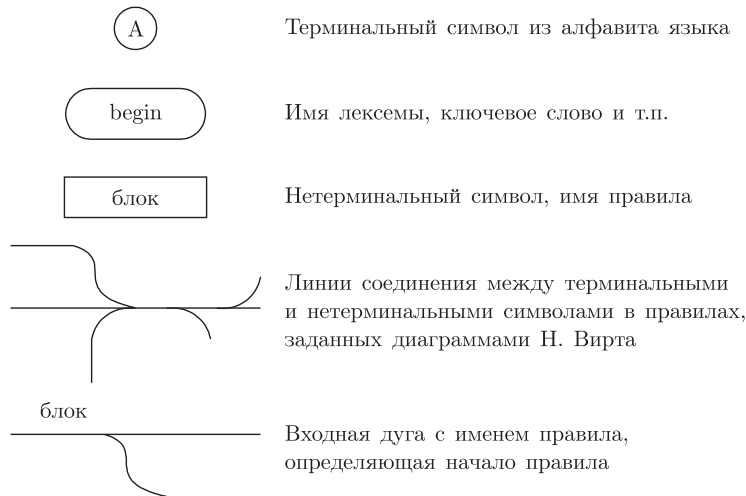 A
Терминальный символ из алфавита языка
begin
Имя лексемы, ключевое слово и т.п.
блок
Нетерминальный символ, имя правила
Линии соединения между терминальными
и нетерминальными символами в правилах,
заданных диаграммами Н. Вирта
блок
Входная дуга с именем правила,
определяющая начало правила